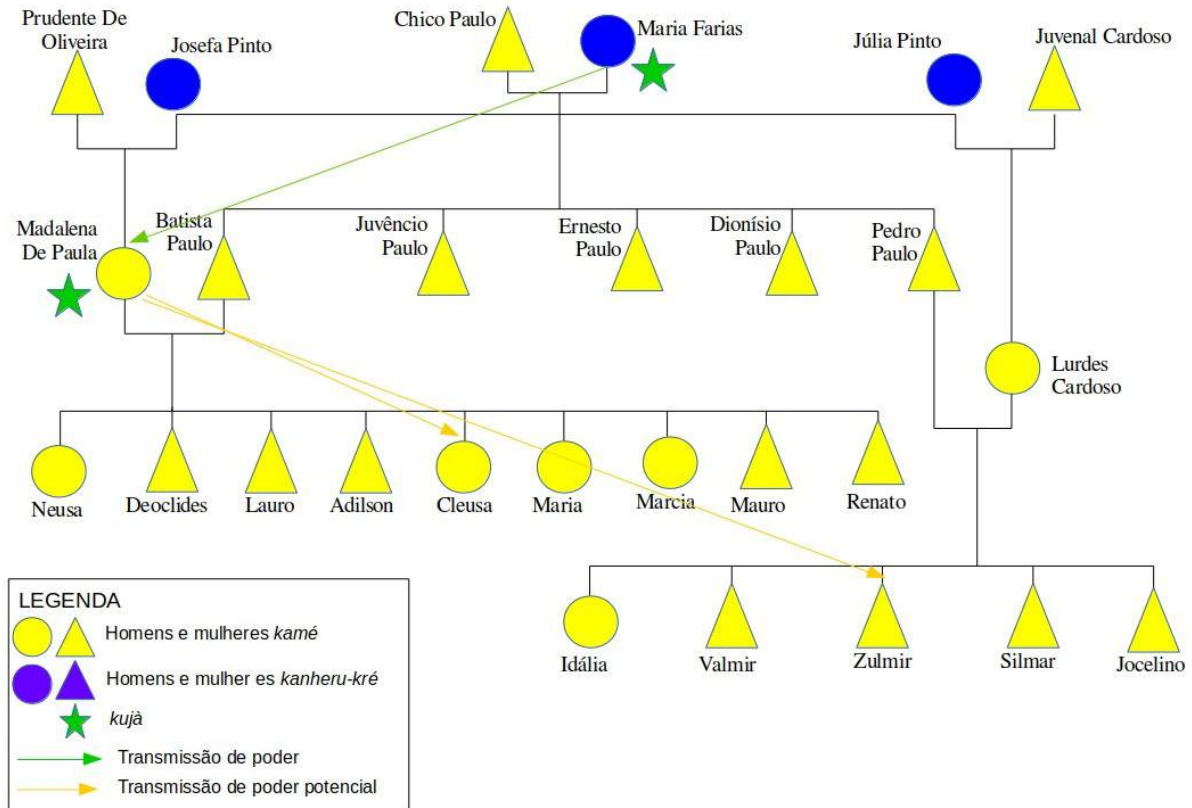 Prudente De
Oliveira
Josefa Pinto
Chico Paulo
Maria Farias
Júlia Pinto
Juvenal Cardoso
Madalena
De Paula
Batista
Paulo
Juvêncio
Paulo
Ernesto
Paulo
Dionísio
Paulo
Pedro
Paulo
Lurdes
Cardoso
Neusa
Deoclides
Lauro
Adilson
Cleusa
Maria
Marcia
Mauro
Renato
Idália
Valmir
Zulmir
Silmar
Jocelino
LEGENDA
Homens e mulheres kamé
Homens e mulher es kanheru-kré
kujà
Transmissão de poder
Transmissão de poder potencial